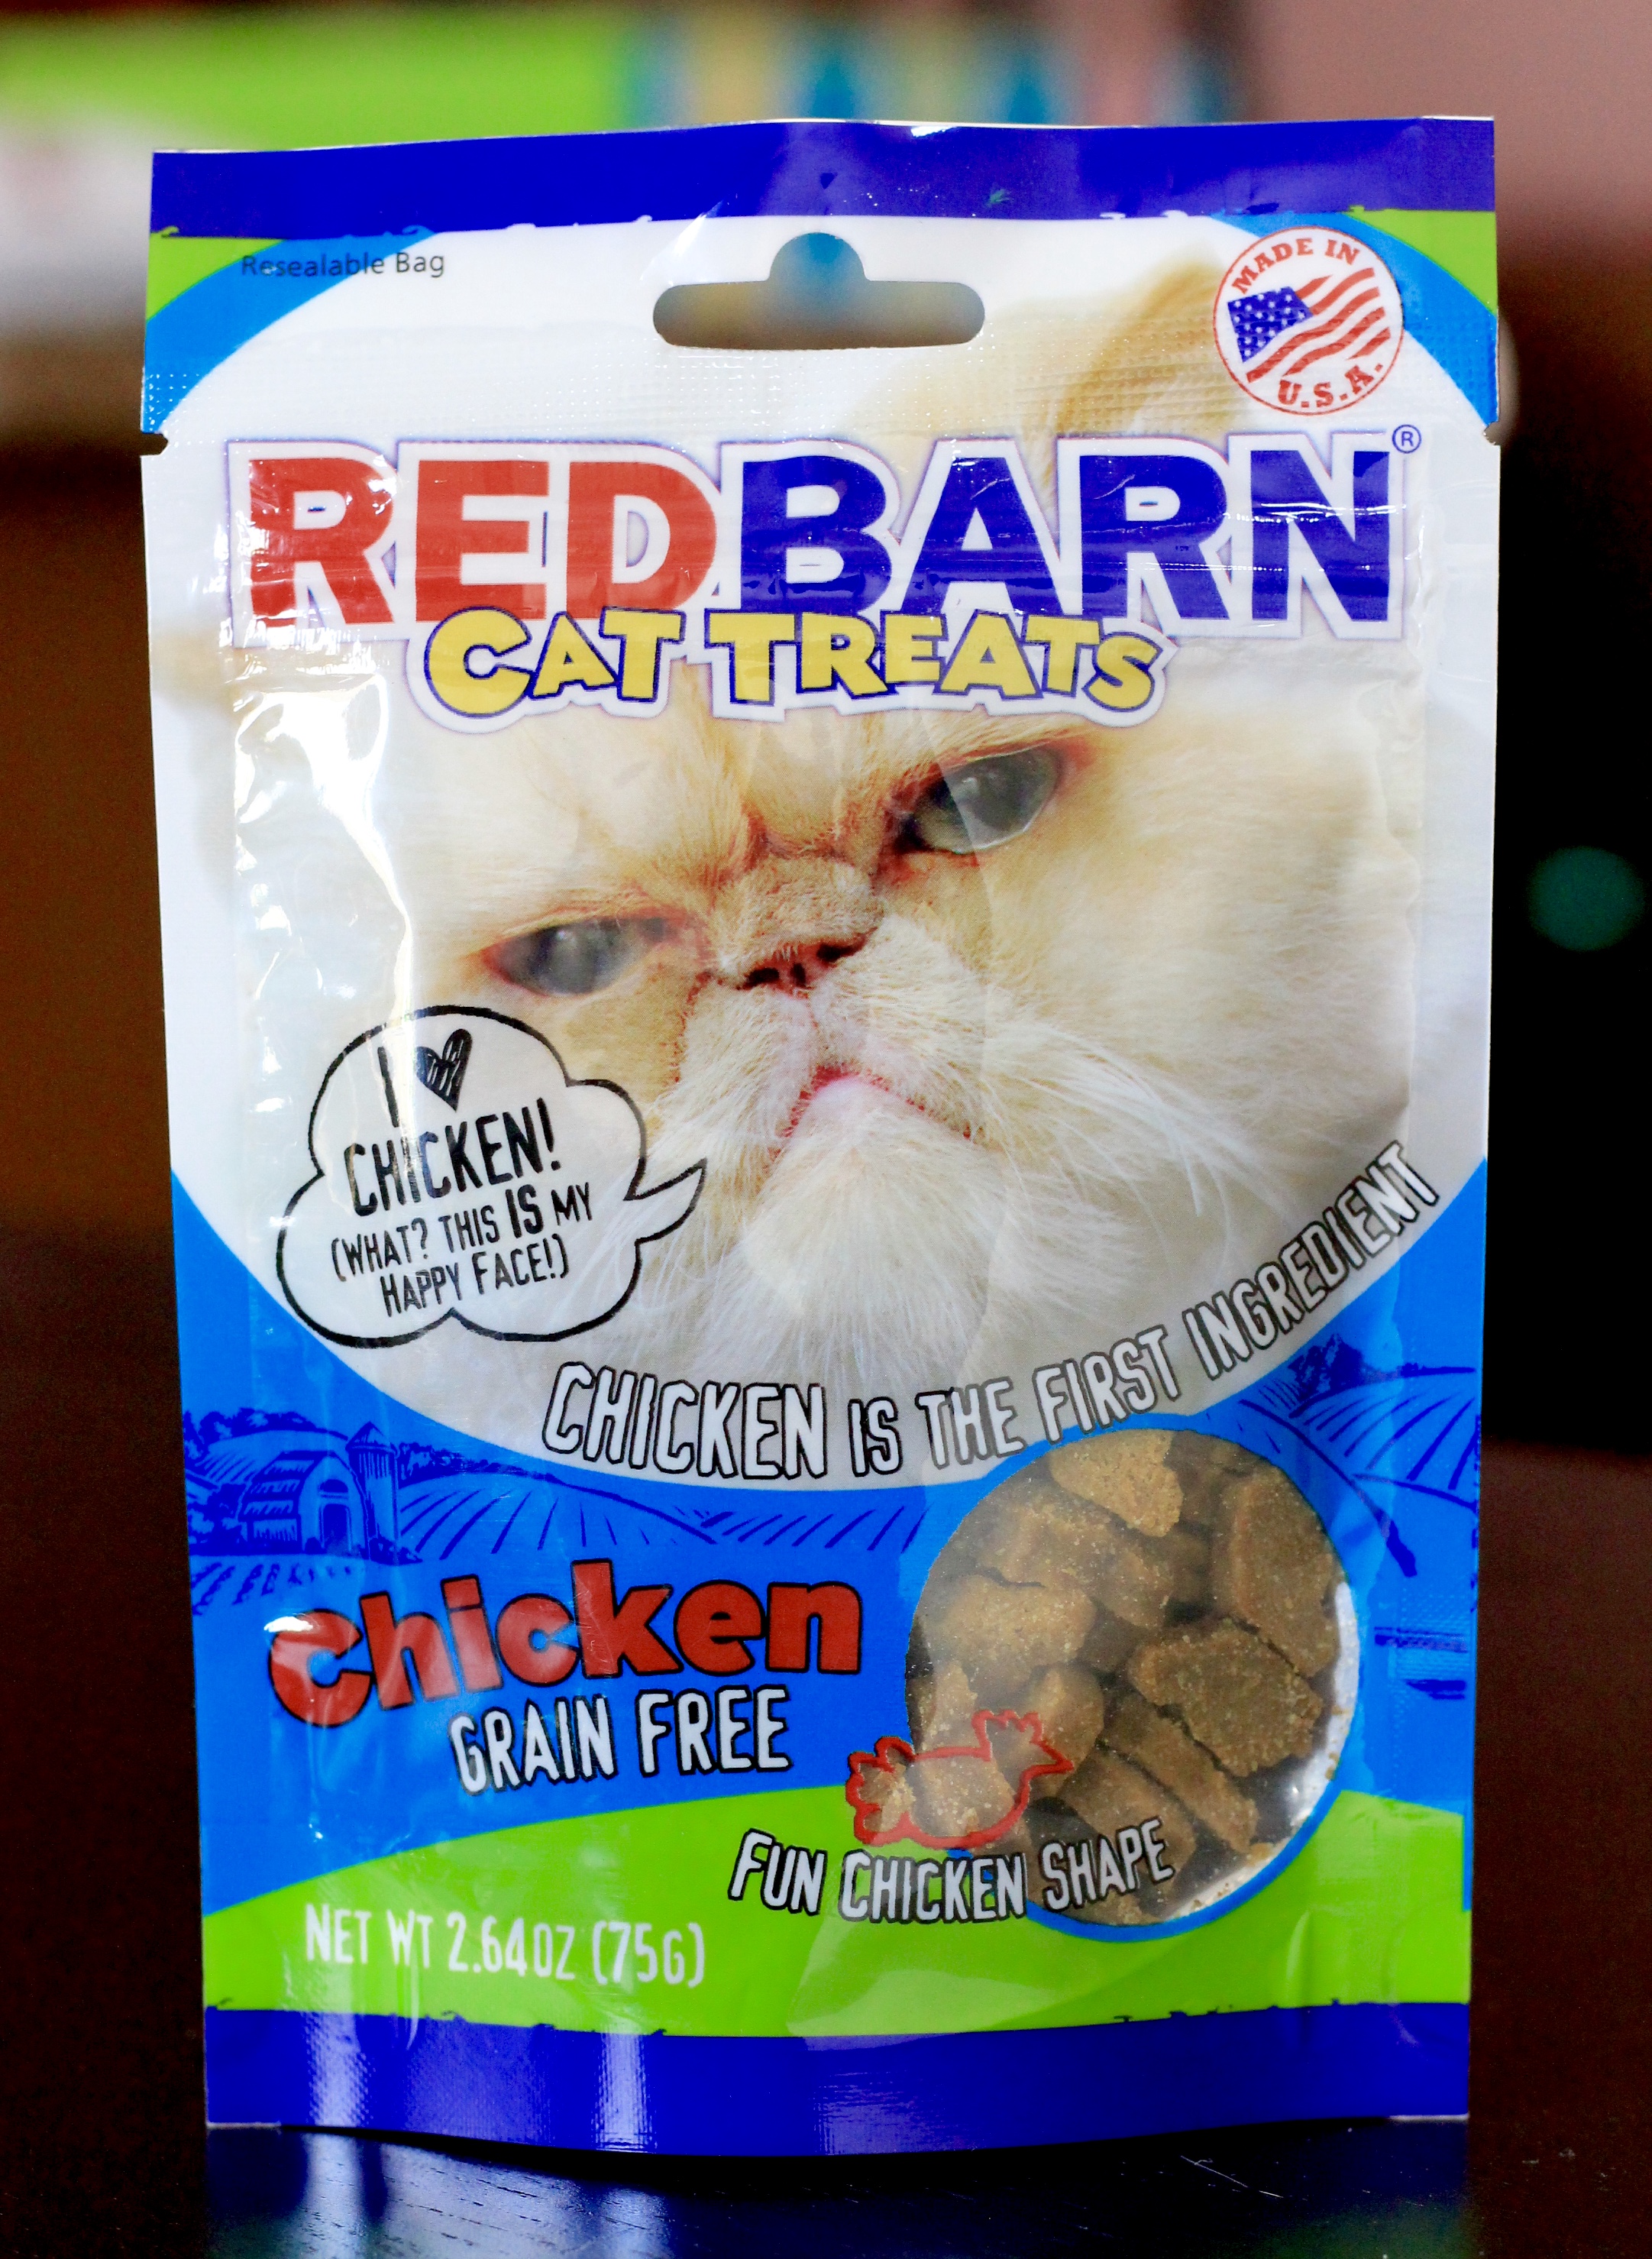 Resealable Bag
MADE IN
U.S.A.
REDBARN®
CAT TREATS
I ♥
CHICKEN!
(WHAT? THIS IS MY
HAPPY FACE!)
CHICKEN IS THE FIRST INGREDIENT
Chicken
GRAIN FREE
FUN CHICKEN SHAPE
NET WT 2.64OZ (75G)